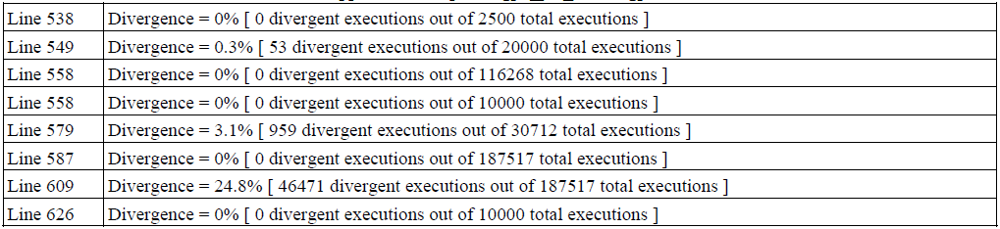 Line 538 Divergence = 0% [ 0 divergent executions out of 2500 total executions ]
Line 549 Divergence = 0.3% [ 53 divergent executions out of 20000 total executions ]
Line 558 Divergence = 0% [ 0 divergent executions out of 116268 total executions ]
Line 558 Divergence = 0% [ 0 divergent executions out of 10000 total executions ]
Line 579 Divergence = 3.1% [ 959 divergent executions out of 30712 total executions ]
Line 587 Divergence = 0% [ 0 divergent executions out of 187517 total executions ]
Line 609 Divergence = 24.8% [ 46471 divergent executions out of 187517 total executions ]
Line 626 Divergence = 0% [ 0 divergent executions out of 10000 total executions ]